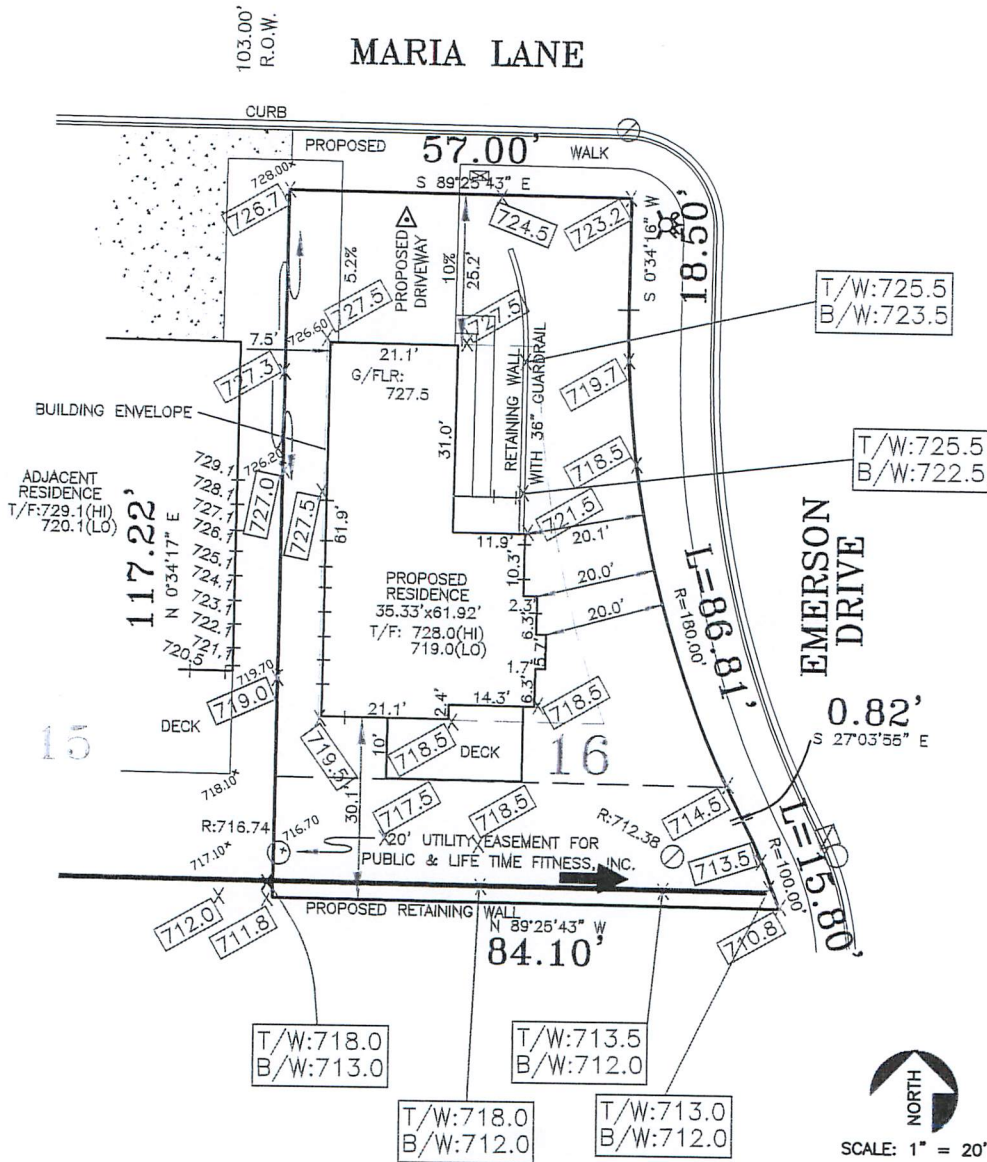 103.00'
R.O.W.
MARIA LANE
CURB
PROPOSED
57.00'
WALK
S 89°25'43" E
728.00
726.7
724.5
723.2
S 0°34'16" W
18.50'
5.2%
PROPOSED
DRIVEWAY
10%
25.2'
T/W:725.5
B/W:723.5
7.5'
726.60
727.5
727.5
727.3
21.1'
G/FLR:
727.5
RETAINING WALL
WITH 36" GUARDRAIL
719.7
BUILDING ENVELOPE
31.0'
718.5
T/W:725.5
B/W:722.5
ADJACENT
RESIDENCE
T/F:729.1(HI)
720.1(LO)
729.1
728.1
727.1
726.1
725.1
724.1
723.1
722.1
721.1
720.5
726.20
727.0
727.5
117.22'
N 0°34'17" E
61.9'
721.5
11.9'
20.1'
10.3'
20.0'
2.3'
6.3'
20.0'
5.7'
1.7'
6.3'
PROPOSED
RESIDENCE
35.33'x61.92'
T/F: 728.0(HI)
719.0(LO)
L=86.81'
R=180.00'
EMERSON
DRIVE
0.82'
S 27°03'55" E
719.70
719.0
DECK
15
21.1'
2.4'
14.3'
718.5
719.5
10'
718.5
DECK
16
718.10
30.1'
717.5
718.5
R:712.38
714.5
R:716.74
716.70
20' UTILITY EASEMENT FOR
PUBLIC & LIFE TIME FITNESS, INC.
717.10
713.5
R=100.00'
L=15.80'
712.0
711.8
PROPOSED RETAINING WALL
N 89°25'43" W
84.10'
710.8
T/W:718.0
B/W:713.0
T/W:713.5
B/W:712.0
T/W:718.0
B/W:712.0
T/W:713.0
B/W:712.0
NORTH
SCALE: 1" = 20'